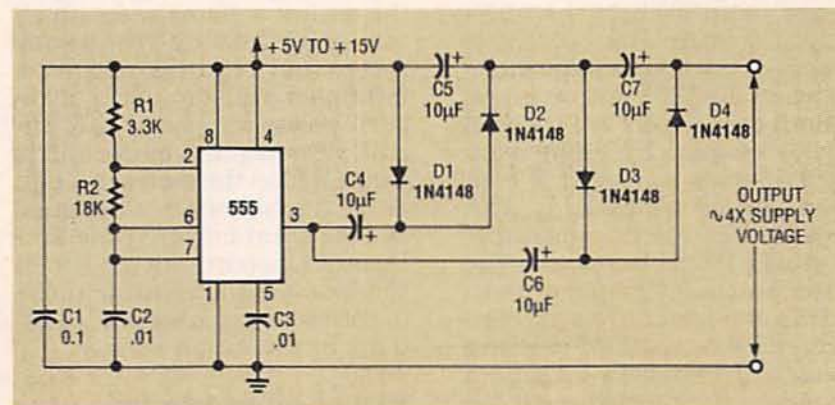 +5V TO +15V
R1
3.3K
R2
18K
8
4
2
6
7
555
3
1
5
C1
0.1
C2
.01
C3
.01
C4
10μF
+
C5
+
10μF
D1
1N4148
D2
1N4148
C6
+
10μF
D3
1N4148
C7
+
10μF
D4
1N4148
OUTPUT
∿4X SUPPLY
VOLTAGE